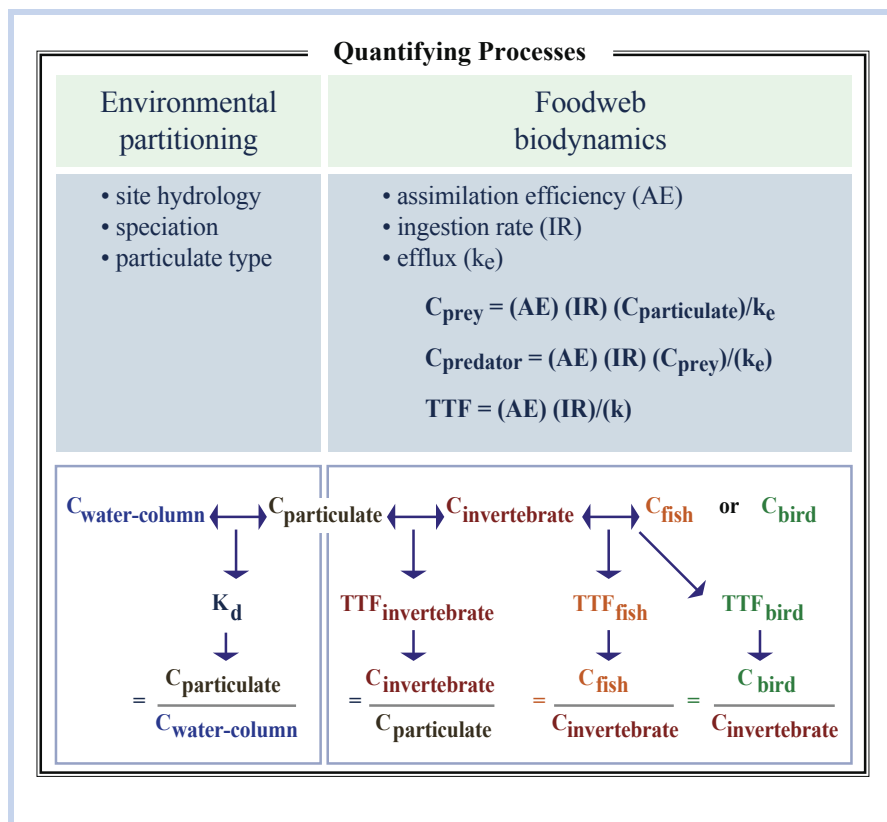 Quantifying Processes
Environmental
partitioning
Foodweb
biodynamics
• site hydrology
• speciation
• particulate type
• assimilation efficiency (AE)
• ingestion rate (IR)
• efflux (ke)
Cprey = (AE) (IR) (Cparticulate)/ke
Cpredator = (AE) (IR) (Cprey)/(ke)
TTF = (AE) (IR)/(k)
Cwater-column Cparticulate Cinvertebrate Cfish or Cbird
Kd TTFinvertebrate TTFfish TTFbird
= Cparticulate = Cinvertebrate = Cfish = Cbird
Cwater-column Cparticulate Cinvertebrate Cinvertebrate